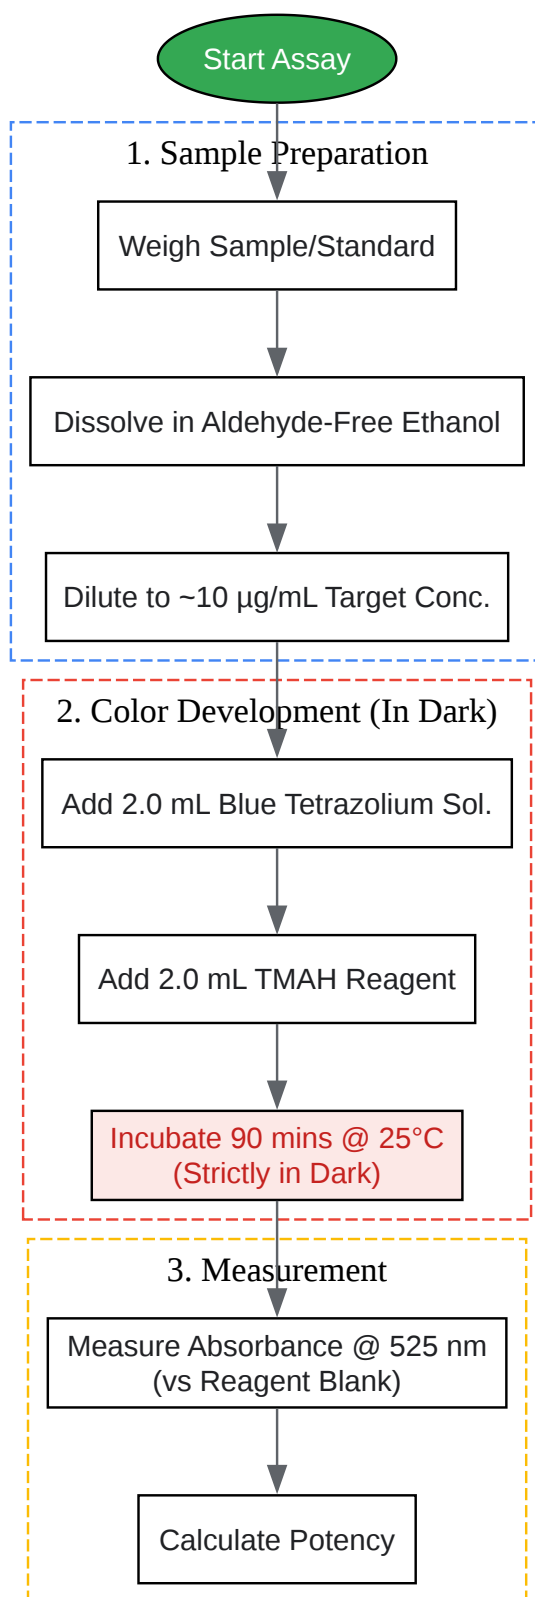 Start Assay
1. Sample Preparation
Weigh Sample/Standard
Dissolve in Aldehyde-Free Ethanol
Dilute to ~10 µg/mL Target Conc.
2. Color Development (In Dark)
Add 2.0 mL Blue Tetrazolium Sol.
Add 2.0 mL TMAH Reagent
Incubate 90 mins @ 25°C
(Strictly in Dark)
3. Measurement
Measure Absorbance @ 525 nm
(vs Reagent Blank)
Calculate Potency